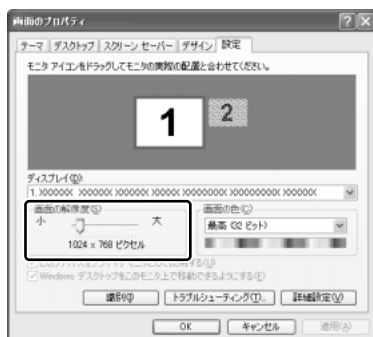 画面のプロパティ
テーマ デスクトップ スクリーン セーバー デザイン 設定
モニタ アイコンをドラッグしてモニタの実際の配置と合わせてください。
1 2
ディスプレイ(D):
画面の解像度(S)
小 大
1024 × 768 ピクセル
画面の色(C)
最高 (32 ビット)
Windows デスクトップをこのモニタ上で移動できるようにする(E)
識別(I) トラブルシューティング(T)... 詳細設定(V)
OK キャンセル 適用(A)